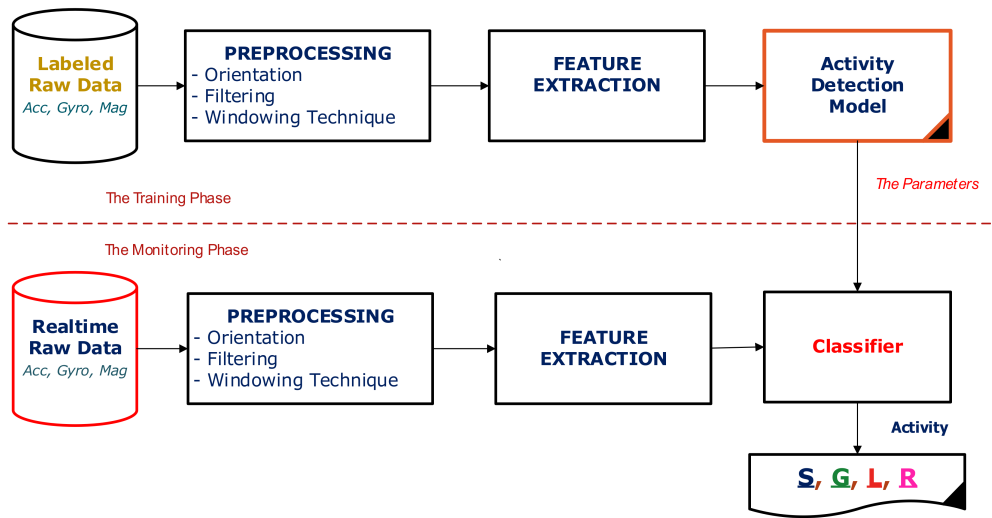 Labeled
Raw Data
Acc, Gyro, Mag
PREPROCESSING
- Orientation
- Filtering
- Windowing Technique
FEATURE
EXTRACTION
Activity
Detection
Model
The Parameters
The Training Phase
The Monitoring Phase
Realtime
Raw Data
Acc, Gyro, Mag
PREPROCESSING
- Orientation
- Filtering
- Windowing Technique
FEATURE
EXTRACTION
Classifier
Activity
S, G, L, R